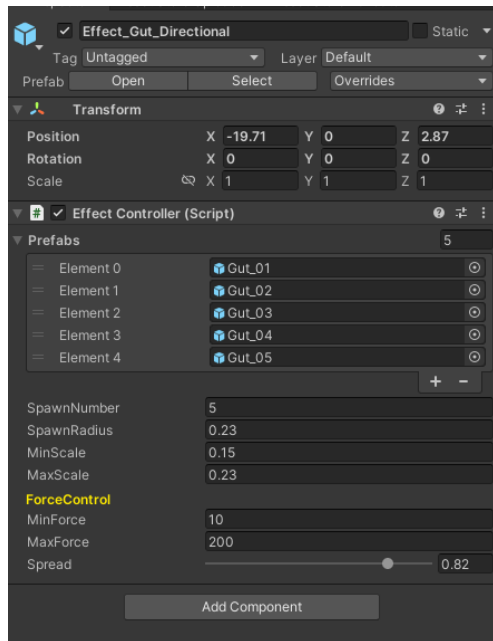 Effect_Gut_Directional Static
Tag Untagged Layer Default
Prefab Open Select Overrides
Transform
Position X -19.71 Y 0 Z 2.87
Rotation X 0 Y 0 Z 0
Scale X 1 Y 1 Z 1
# Effect Controller (Script)
Prefabs 5
Element 0 Gut_01
Element 1 Gut_02
Element 2 Gut_03
Element 3 Gut_04
Element 4 Gut_05
+ -
SpawnNumber 5
SpawnRadius 0.23
MinScale 0.15
MaxScale 0.23
ForceControl
MinForce 10
MaxForce 200
Spread 0.82
Add Component